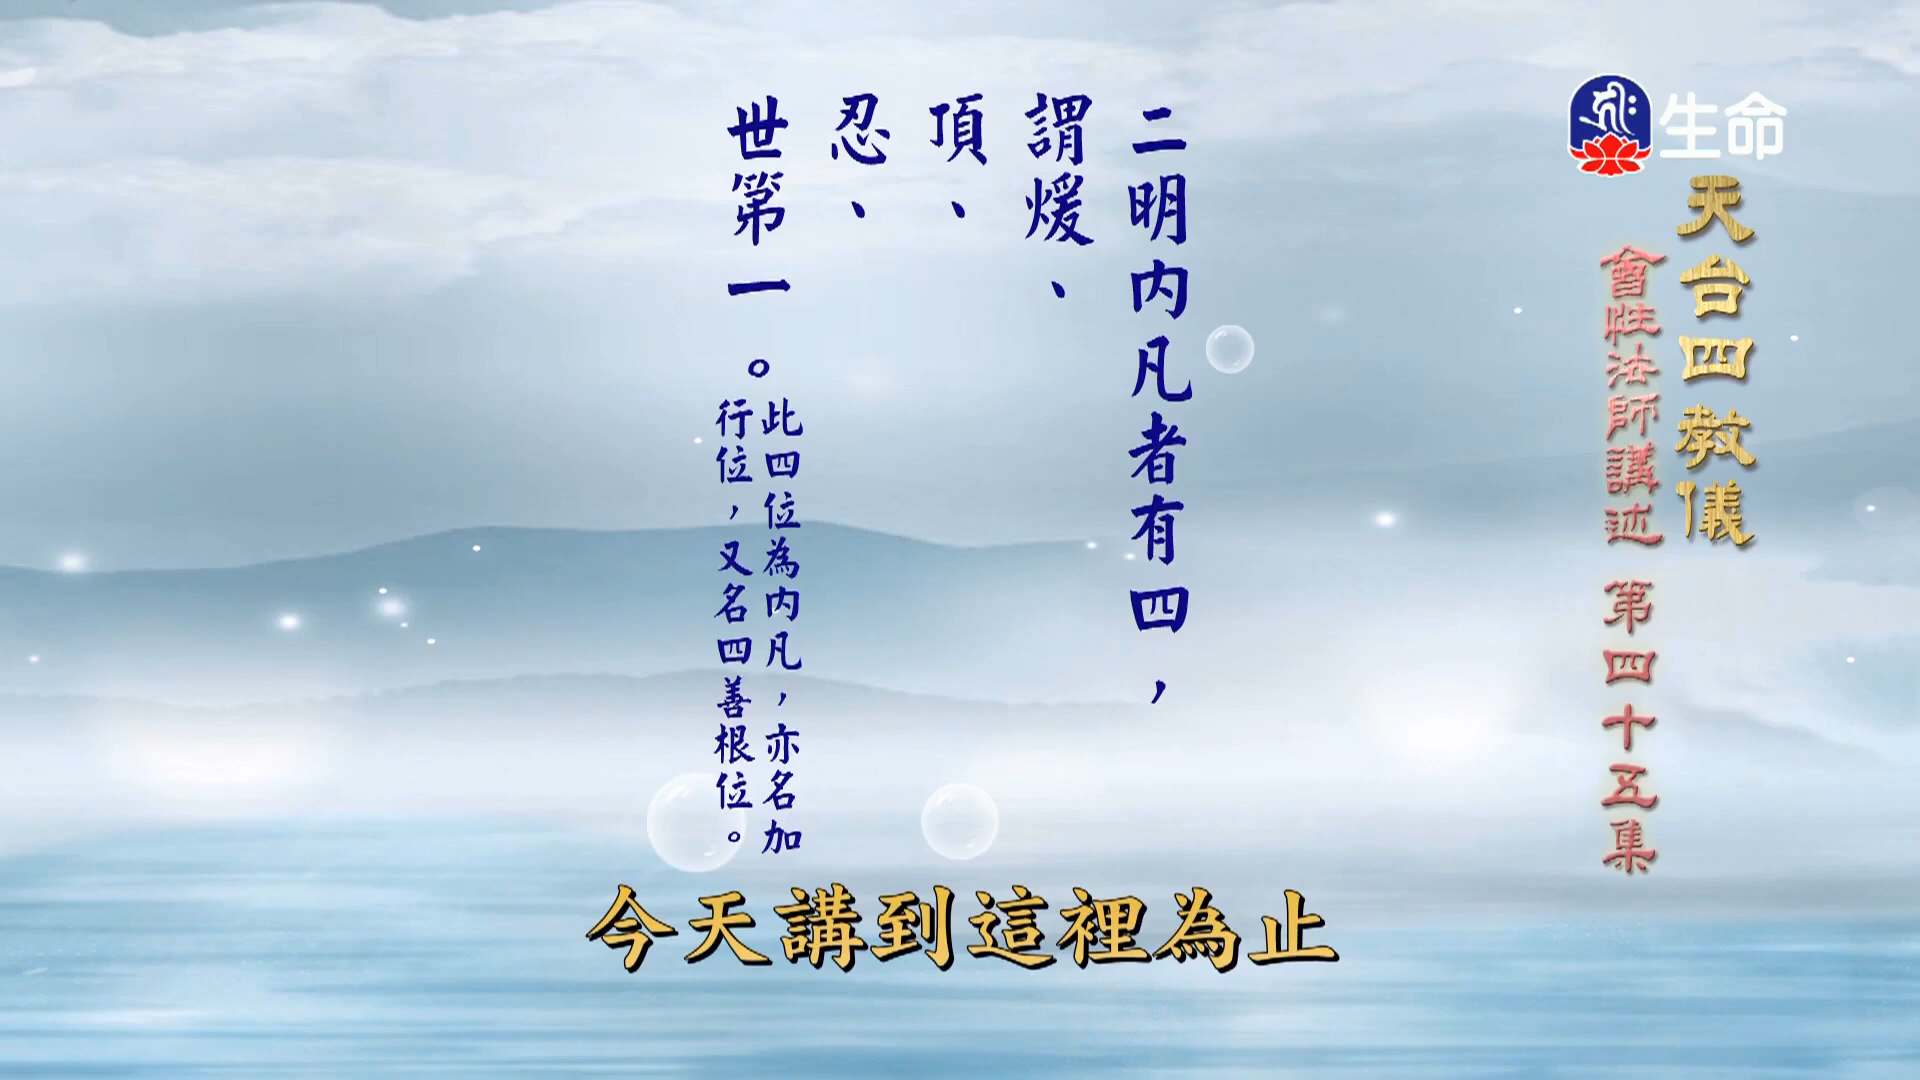 生命
天台四教儀
會性法師講述 第四十五集
二明内凡者有四，
謂煖、
頂、
忍、
世第一。
此四位為内凡，亦名加
行位，又名四善根位。
今天講到這裡為止